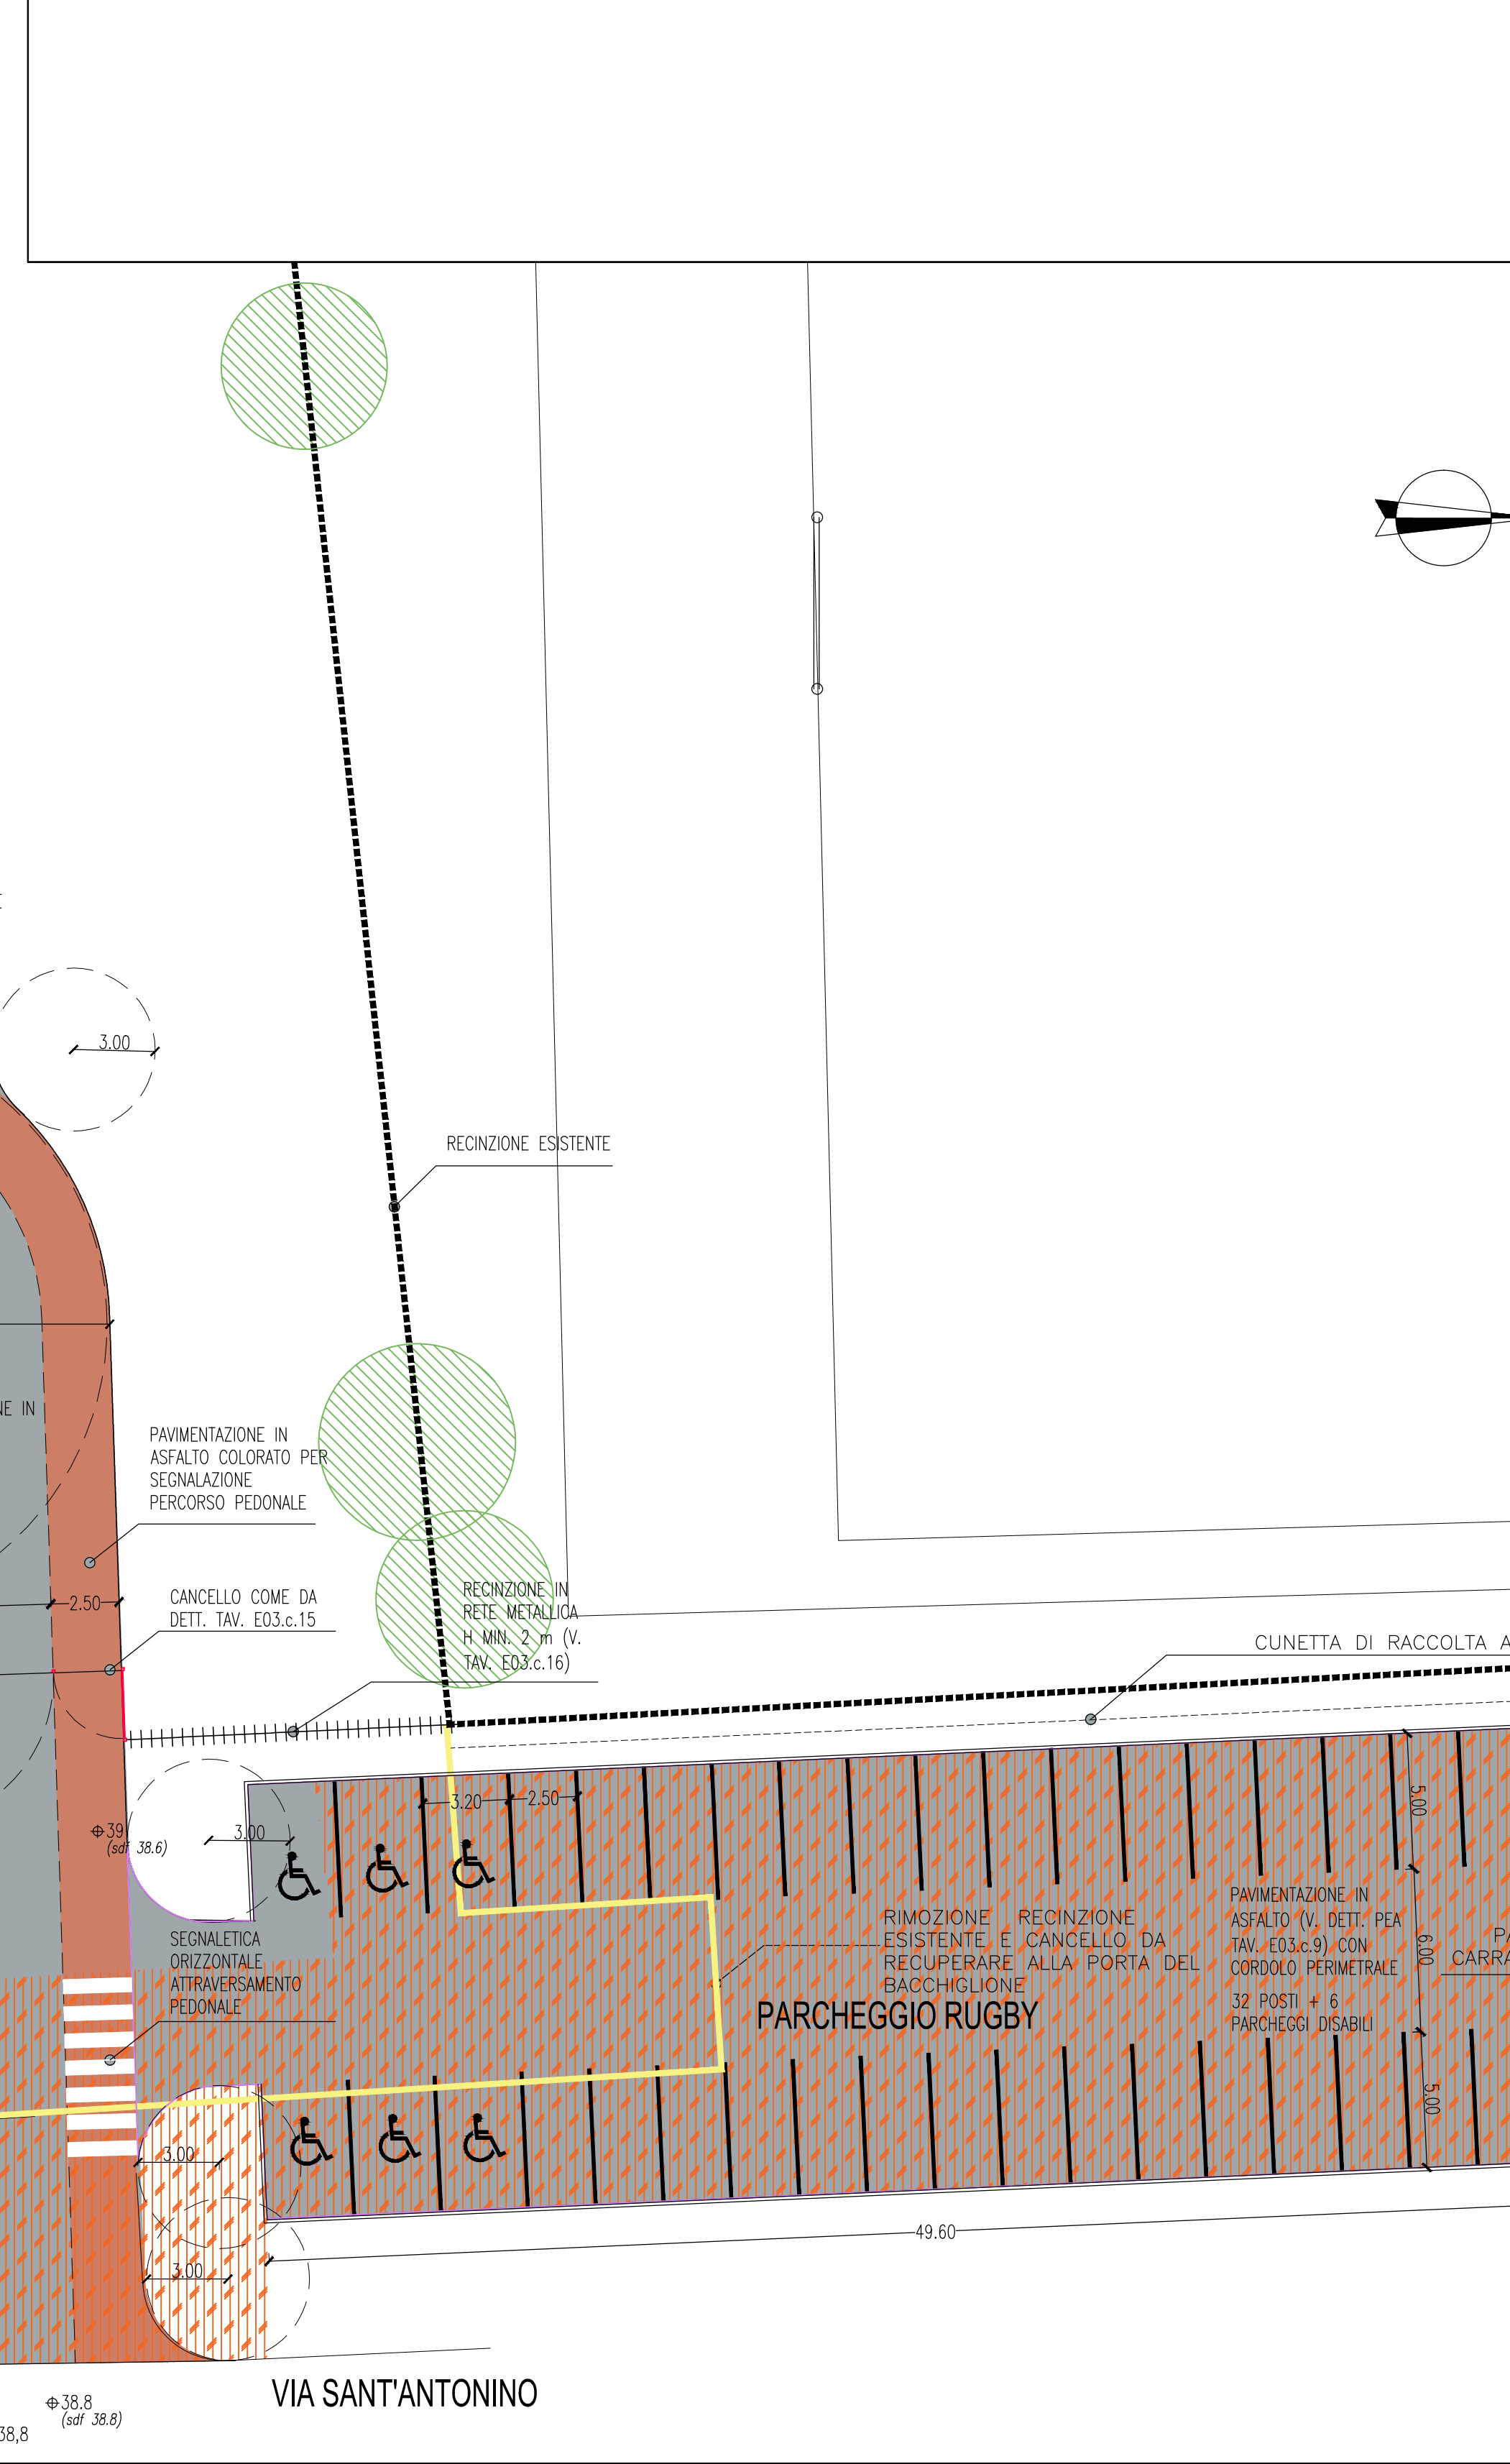 3.00
RECINZIONE ESISTENTE
NE IN
PAVIMENTAZIONE IN
ASFALTO COLORATO PER
SEGNALAZIONE
PERCORSO PEDONALE
2.50
CANCELLO COME DA
DETT. TAV. E03.c.15
RECINZIONE IN
RETE METALLICA
H MIN. 2 m (V.
TAV. E03.c.16)
CUNETTA DI RACCOLTA A
3.20
2.50
5.00
39
(sdf 38.6)
3.00
PAVIMENTAZIONE IN
ASFALTO (V. DETT. PEA
TAV. E03.c.9) CON
CORDOLO PERIMETRALE
32 POSTI + 6
PARCHEGGI DISABILI
6.00
PA
CARRA
RIMOZIONE RECINZIONE
ESISTENTE E CANCELLO DA
RECUPERARE ALLA PORTA DEL
BACCHIGLIONE
PARCHEGGIO RUGBY
SEGNALETICA
ORIZZONTALE
ATTRAVERSAMENTO
PEDONALE
5.00
3.00
49.60
3.00
VIA SANT'ANTONINO
38.8
(sdf 38.8)
38,8